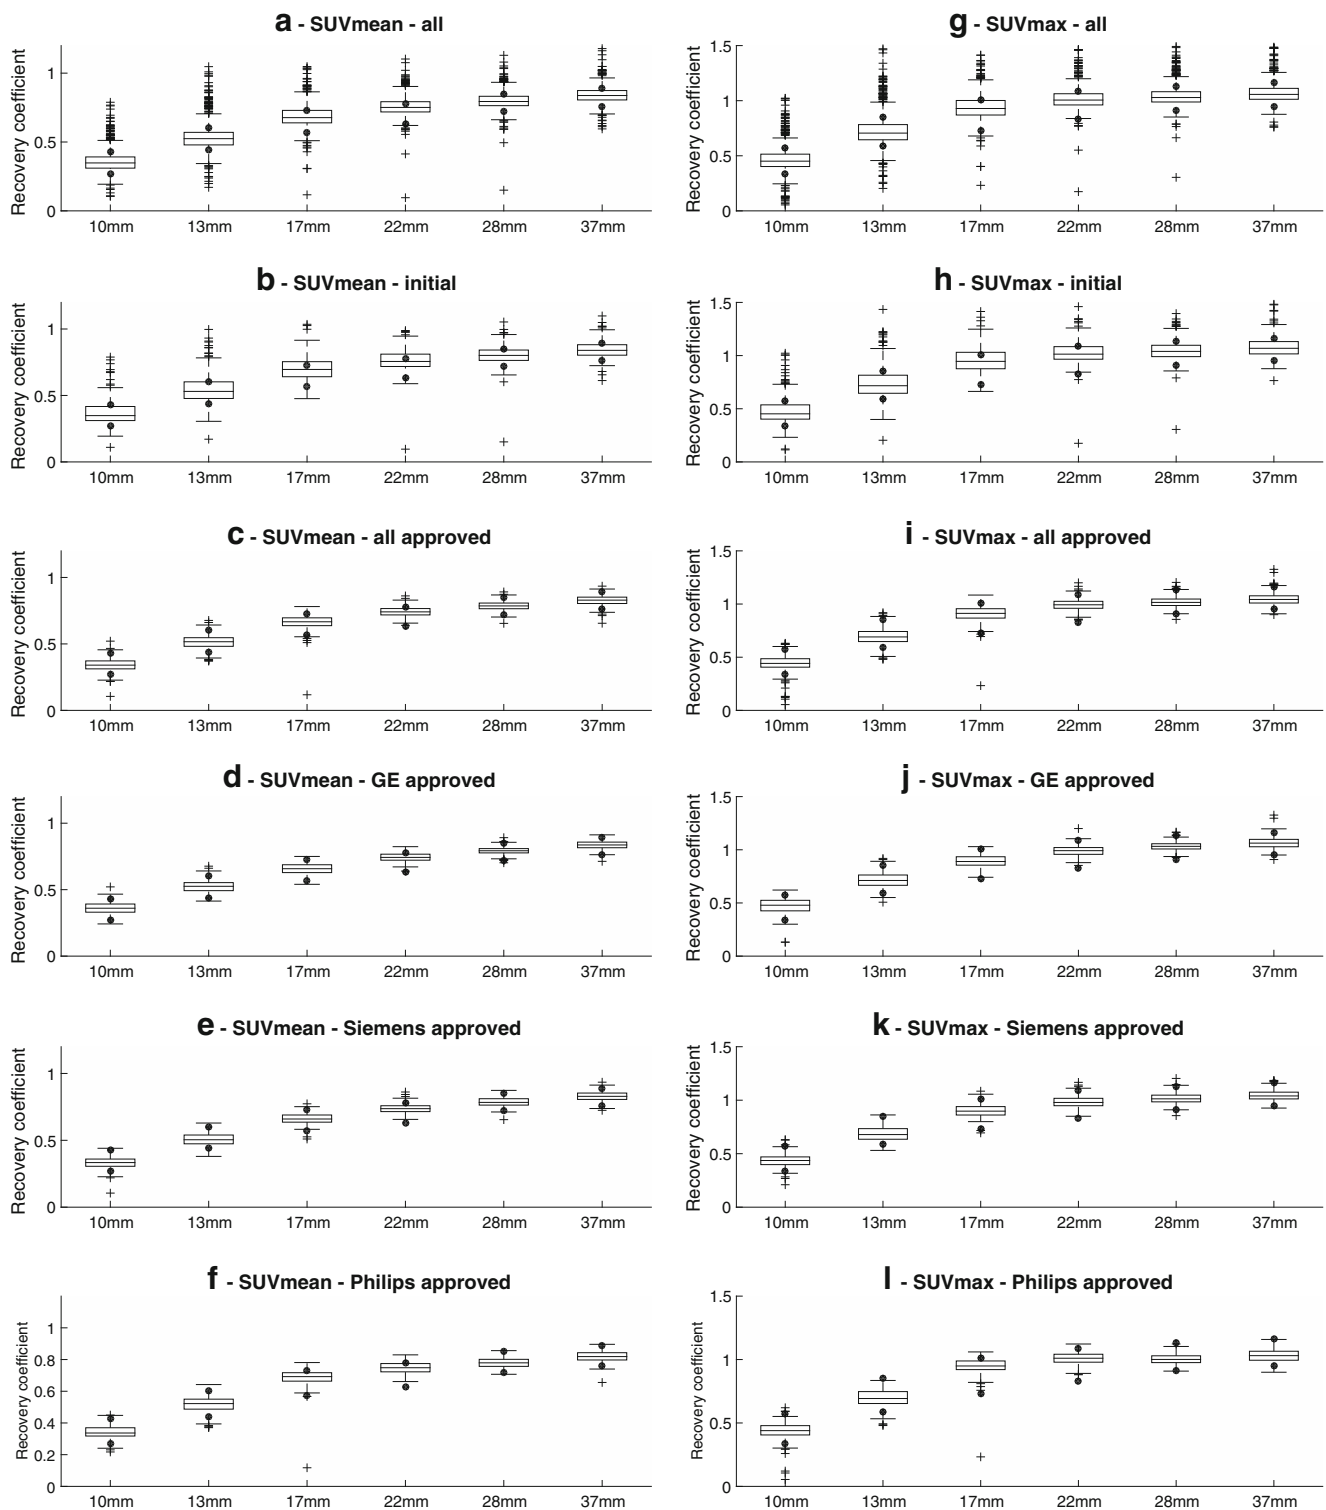 a - SUVmean - all
Recovery coefficient
1
0.5
0
10mm 13mm 17mm 22mm 28mm 37mm
g - SUVmax - all
Recovery coefficient
1.5
1
0.5
0
10mm 13mm 17mm 22mm 28mm 37mm
b - SUVmean - initial
Recovery coefficient
1
0.5
0
10mm 13mm 17mm 22mm 28mm 37mm
h - SUVmax - initial
Recovery coefficient
1.5
1
0.5
0
10mm 13mm 17mm 22mm 28mm 37mm
c - SUVmean - all approved
Recovery coefficient
1
0.5
0
10mm 13mm 17mm 22mm 28mm 37mm
i - SUVmax - all approved
Recovery coefficient
1.5
1
0.5
0
10mm 13mm 17mm 22mm 28mm 37mm
d - SUVmean - GE approved
Recovery coefficient
1
0.5
0
10mm 13mm 17mm 22mm 28mm 37mm
j - SUVmax - GE approved
Recovery coefficient
1.5
1
0.5
0
10mm 13mm 17mm 22mm 28mm 37mm
e - SUVmean - Siemens approved
Recovery coefficient
1
0.5
0
10mm 13mm 17mm 22mm 28mm 37mm
k - SUVmax - Siemens approved
Recovery coefficient
1.5
1
0.5
0
10mm 13mm 17mm 22mm 28mm 37mm
f - SUVmean - Philips approved
Recovery coefficient
1
0.8
0.6
0.4
0.2
0
10mm 13mm 17mm 22mm 28mm 37mm
l - SUVmax - Philips approved
Recovery coefficient
1.5
1
0.5
0
10mm 13mm 17mm 22mm 28mm 37mm